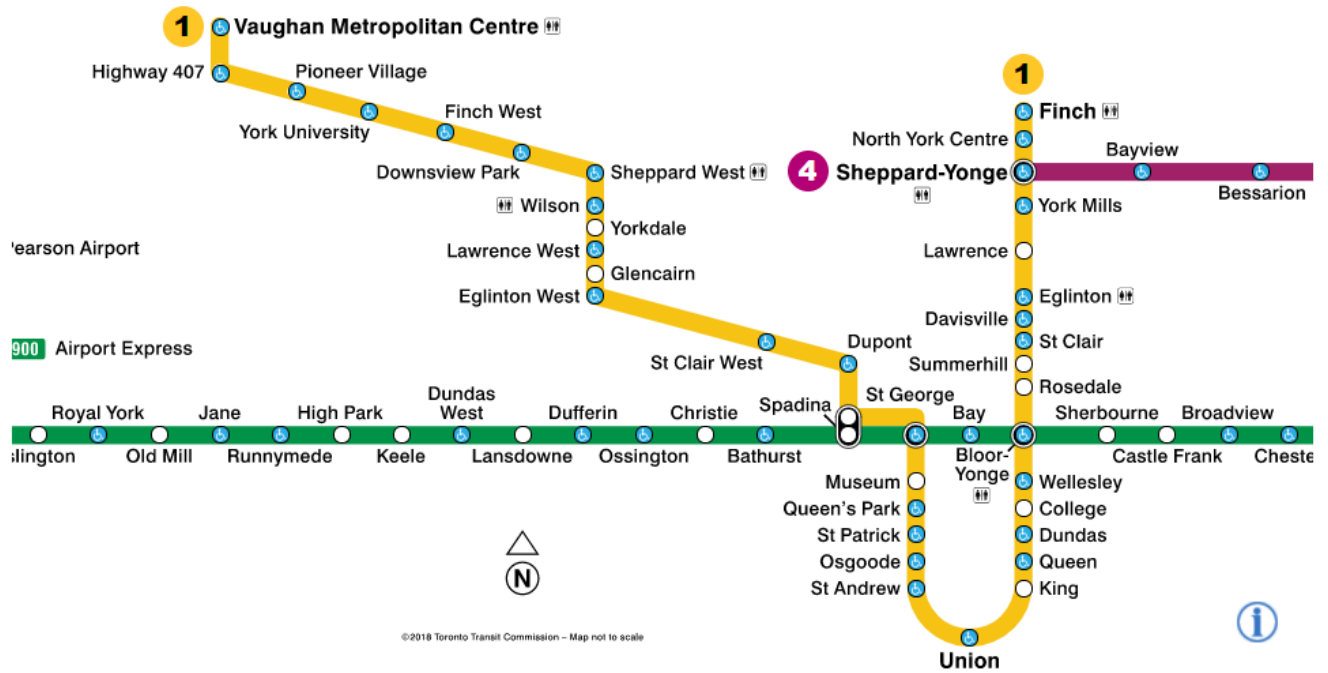 1
Vaughan Metropolitan Centre
Highway 407
Pioneer Village
York University
Finch West
Downsview Park
Sheppard West
Wilson
Yorkdale
Lawrence West
Glencairn
Eglinton West
St Clair West
Dupont
1
Finch
North York Centre
4
Sheppard-Yonge
Bayview
Bessarion
York Mills
Lawrence
Eglinton
Davisville
St Clair
Summerhill
Rosedale
earson Airport
900 Airport Express
slington
Royal York
Old Mill
Jane
Runnymede
High Park
Keele
Dundas
West
Lansdowne
Dufferin
Ossington
Christie
Bathurst
Spadina
St George
Bay
Bloor-
Yonge
Sherbourne
Castle Frank
Broadview
Cheste
Museum
Queen's Park
St Patrick
Osgoode
St Andrew
Wellesley
College
Dundas
Queen
King
Union
N
©2018 Toronto Transit Commission – Map not to scale
i